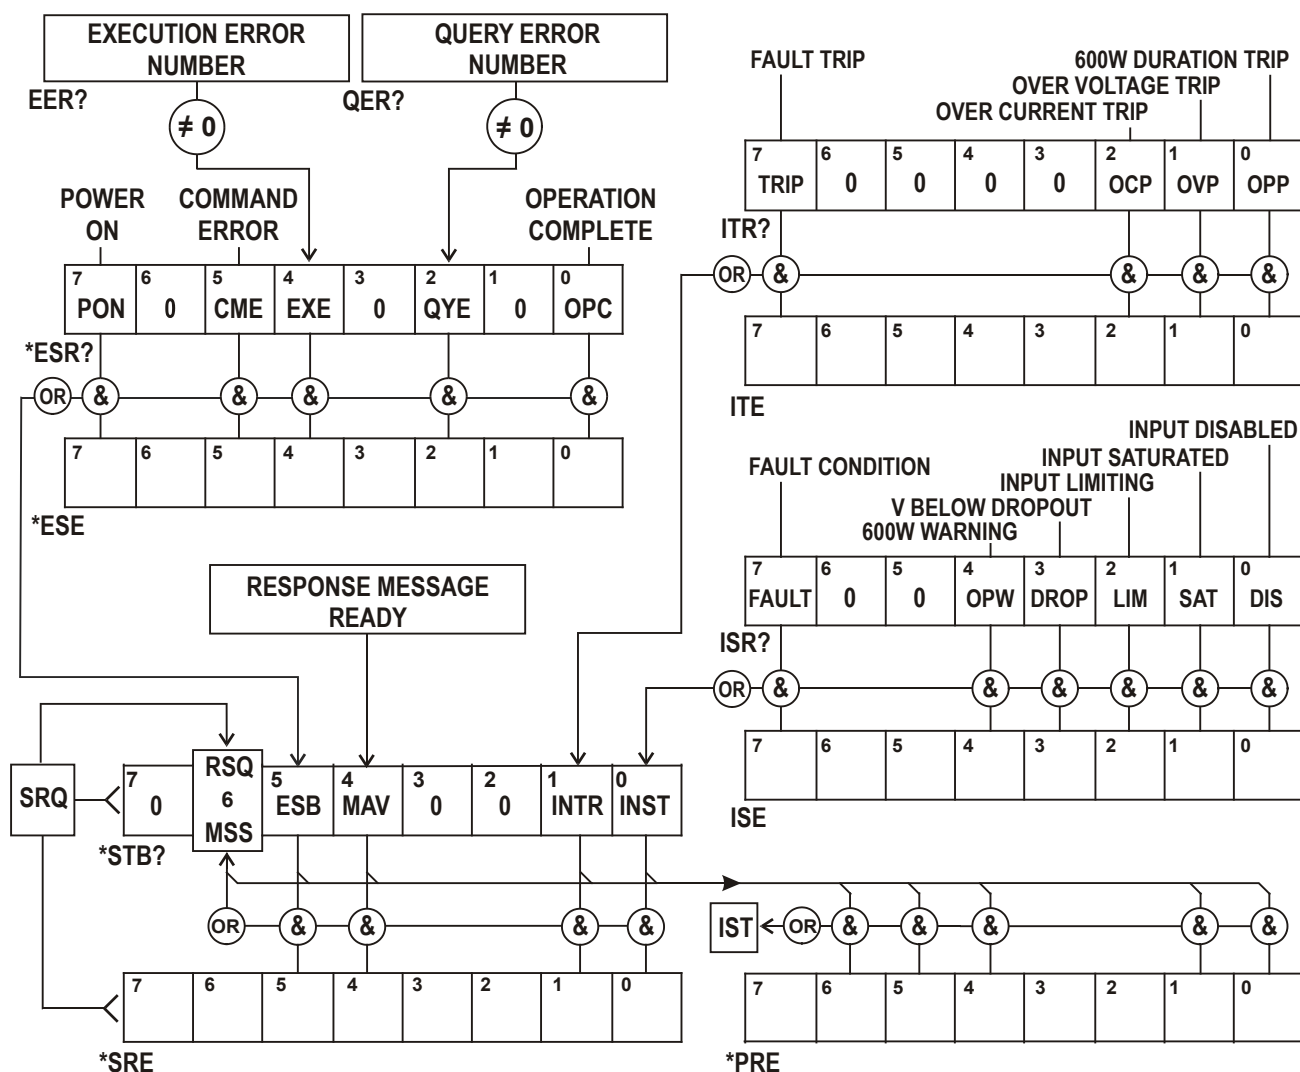 EXECUTION ERROR
NUMBER
QUERY ERROR
NUMBER
EER?
QER?
≠ 0
≠ 0
POWER
ON
COMMAND
ERROR
OPERATION
COMPLETE
7 6 5 4 3 2 1 0
PON 0 CME EXE 0 QYE 0 OPC
*ESR?
OR & & & & &
7 6 5 4 3 2 1 0
*ESE
FAULT TRIP
600W DURATION TRIP
OVER VOLTAGE TRIP
OVER CURRENT TRIP
7 6 5 4 3 2 1 0
TRIP 0 0 0 0 OCP OVP OPP
ITR?
OR & & & &
7 6 5 4 3 2 1 0
ITE
INPUT DISABLED
INPUT SATURATED
FAULT CONDITION
INPUT LIMITING
V BELOW DROPOUT
600W WARNING
7 6 5 4 3 2 1 0
FAULT 0 0 OPW DROP LIM SAT DIS
ISR?
OR & & & & & &
7 6 5 4 3 2 1 0
ISE
RESPONSE MESSAGE
READY
SRQ
7 RSQ 5 4 3 2 1 0
0 6 ESB MAV 0 0 INTR INST
MSS
*STB?
OR & & & &
7 6 5 4 3 2 1 0
*SRE
IST OR & & & & &
7 6 5 4 3 2 1 0
*PRE